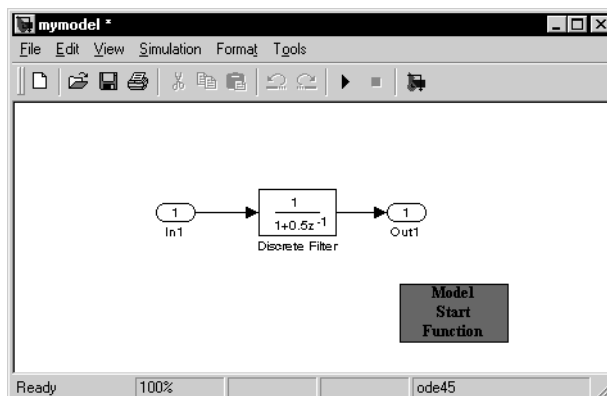 mymodel *
File Edit View Simulation Format Tools
1
1
1+0.5z-1
1
In1
Discrete Filter
Out1
Model
Start
Function
Ready 100% ode45